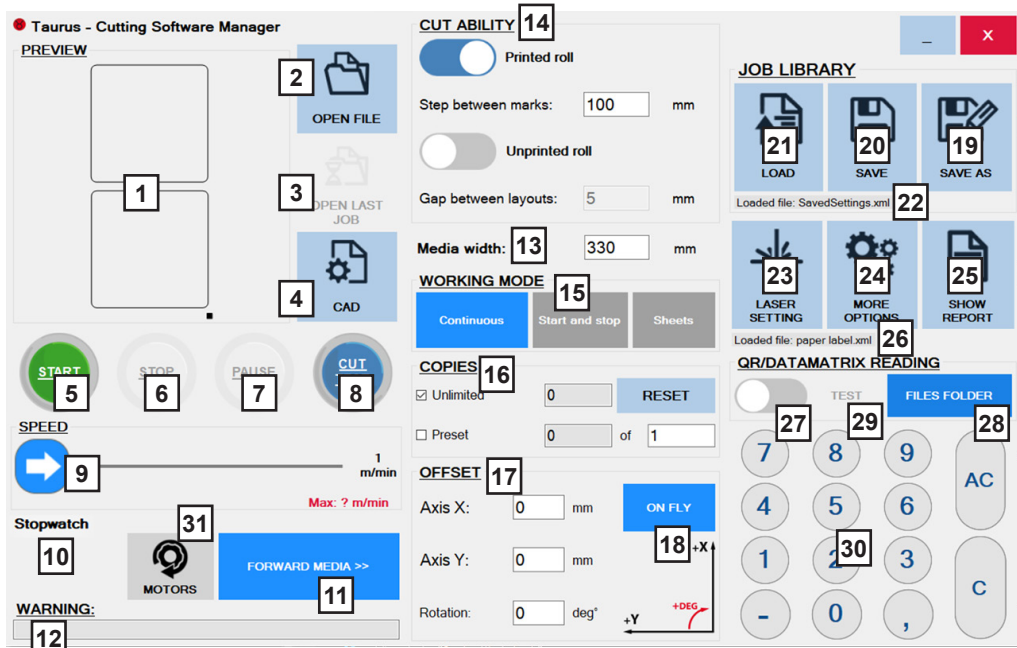 Taurus - Cutting Software Manager
PREVIEW
1
2
OPEN FILE
3
OPEN LAST
JOB
4
CAD
START
5
STOP
6
PAUSE
7
CUT
8
SPEED
9
1
m/min
Max: ? m/min
Stopwatch
10
31
MOTORS
FORWARD MEDIA >>
11
WARNING:
12
CUT ABILITY
14
Printed roll
Step between marks: 100 mm
Unprinted roll
Gap between layouts: 5 mm
Media width: 13 330 mm
WORKING MODE
15
Continuous
Start and stop
Sheets
COPIES
16
Unlimited 0 RESET
Preset 0 of 1
OFFSET
17
Axis X: 0 mm
ON FLY
18
+X
Axis Y: 0 mm
Rotation: 0 deg°
+Y
+DEG
_
X
JOB LIBRARY
21
LOAD
20
SAVE
19
SAVE AS
Loaded file: SavedSettings.xml
22
23
LASER
SETTING
24
MORE
OPTIONS
25
SHOW
REPORT
Loaded file: paper label.xml
26
QR/DATAMATRIX READING
27
TEST
29
FILES FOLDER
28
7 8 9
AC
4 5 6
1 2 3
30
C
- 0 ,